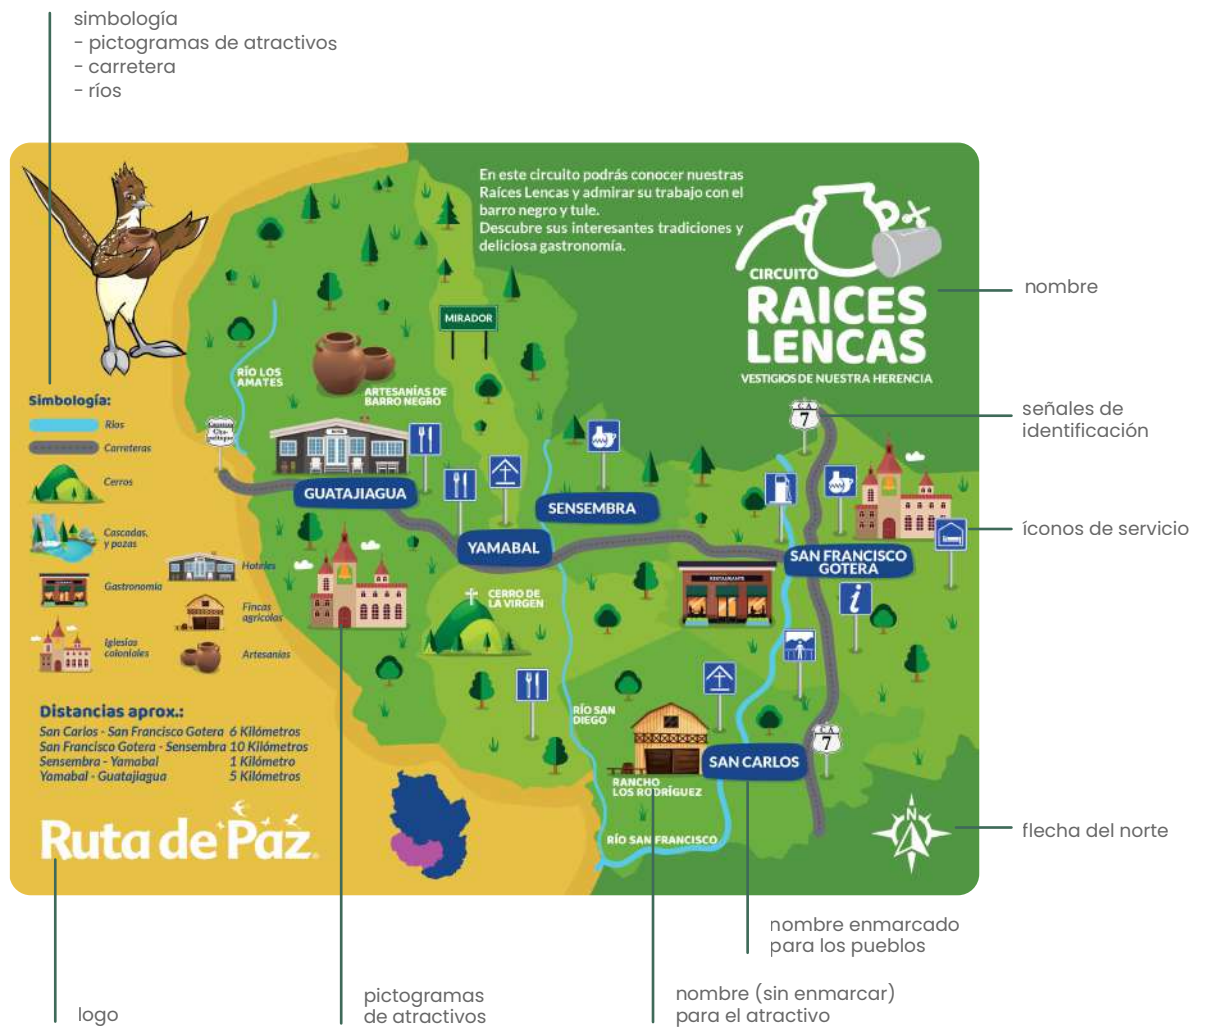 simbología
- pictogramas de atractivos
- carretera
- ríos
En este circuito podrás conocer nuestras
Raíces Lencas y admirar su trabajo con el
barro negro y tule.
Descubre sus interesantes tradiciones y
deliciosa gastronomía.
CIRCUITO
RAICES
LENCAS
VESTIGIOS DE NUESTRA HERENCIA
nombre
MIRADOR
RÍO LOS
AMATES
ARTESANÍAS DE
BARRO NEGRO
Simbología:
Ríos
Carreteras
Cerros
Cascadas,
y pozas
Gastronomía
Hoteles
Fincas
agrícolas
Iglesias
coloniales
Artesanías
CA
7
señales de
identificación
GUATAJIAGUA
SENSEMBRA
YAMABAL
SAN FRANCISCO
GOTERA
íconos de servicio
RESTAURANTE
CERRO DE
LA VIRGEN
i
RÍO SAN
DIEGO
Distancias aprox.:
San Carlos - San Francisco Gotera 6 Kilómetros
San Francisco Gotera - Sensembra 10 Kilómetros
Sensembra - Yamabal 1 Kilómetro
Yamabal - Guatajiagua 5 Kilómetros
CA
7
SAN CARLOS
RANCHO
LOS RODRÍGUEZ
RÍO SAN FRANCISCO
N
flecha del norte
Ruta de Paz
nombre enmarcado
para los pueblos
nombre (sin enmarcar)
para el atractivo
pictogramas
de atractivos
logo